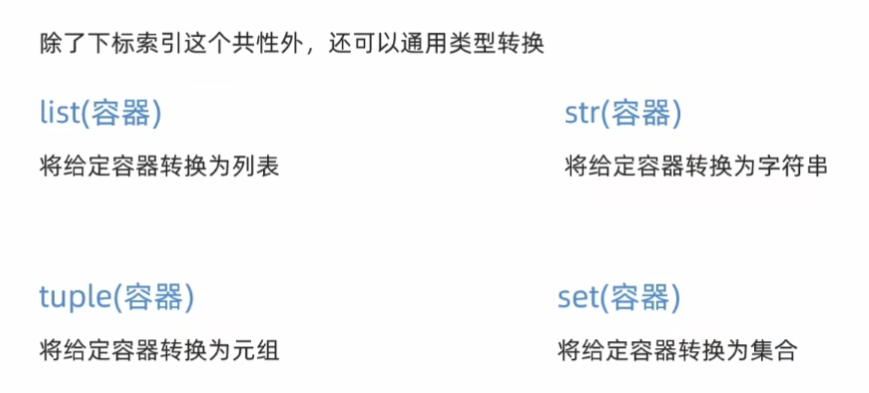 除了下标索引这个共性外，还可以通用类型转换
list(容器)
将给定容器转换为列表
str(容器)
将给定容器转换为字符串
tuple(容器)
将给定容器转换为元组
set(容器)
将给定容器转换为集合